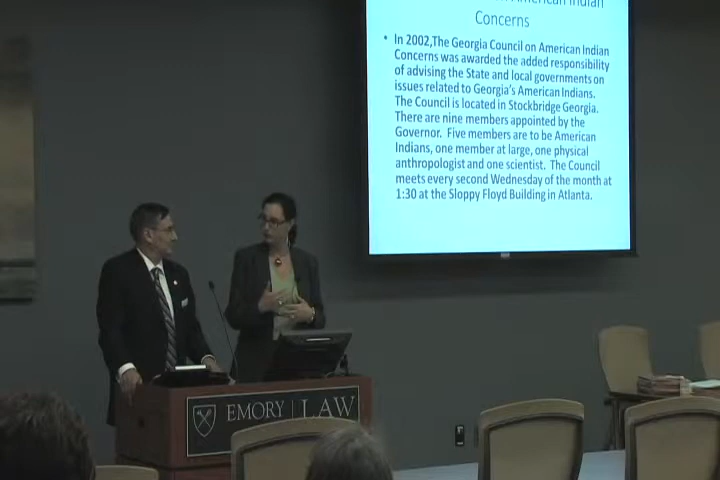 American Indian
Concerns
• In 2002,The Georgia Council on American Indian
Concerns was awarded the added responsibility
of advising the State and local governments on
issues related to Georgia's American Indians.
The Council is located in Stockbridge Georgia.
There are nine members appointed by the
Governor. Five members are to be American
Indians, one member at large, one physical
anthropologist and one scientist. The Council
meets every second Wednesday of the month at
1:30 at the Sloppy Floyd Building in Atlanta.
EMORY | LAW